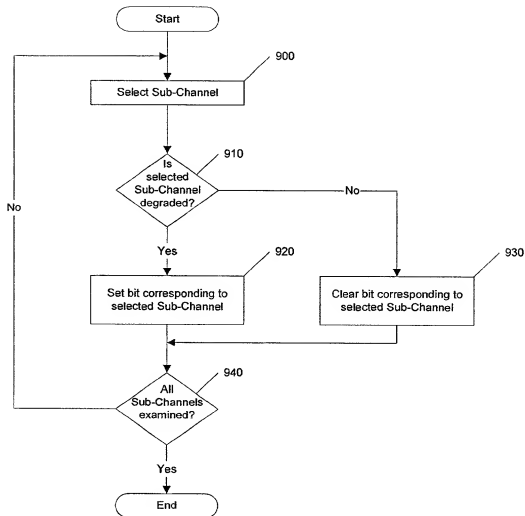 Start
900
Select Sub-Channel
910
Is
selected
Sub-Channel
degraded?
No
No
Yes
920
930
Set bit corresponding to
selected Sub-Channel
Clear bit corresponding to
selected Sub-Channel
940
All
Sub-Channels
examined?
Yes
End